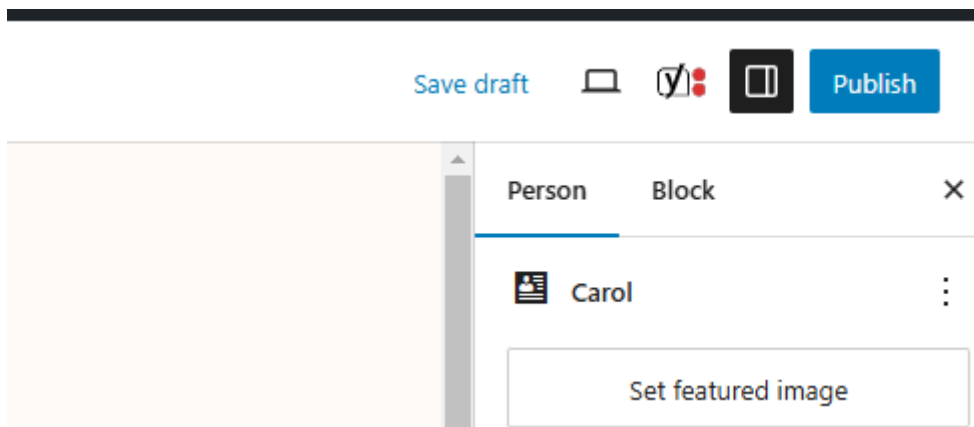 Save draft Publish
Person Block
Carol
Set featured image